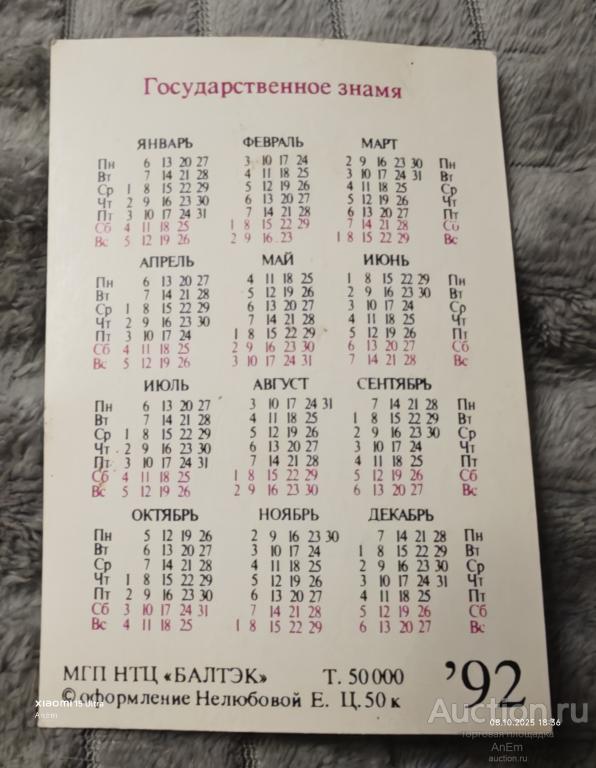 Государственное знамя
ЯНВАРЬ ФЕВРАЛЬ МАРТ
Пн 6 13 20 27 3 10 17 24 2 9 16 23 30 Пн
Вт 7 14 21 28 4 11 18 25 3 10 17 24 31 Вт
Ср 1 8 15 22 29 5 12 19 26 4 11 18 25 Ср
Чт 2 9 16 23 30 6 13 20 27 5 12 19 26 Чт
Пт 3 10 17 24 31 7 14 21 28 6 13 20 27 Пт
Сб 4 11 18 25 1 8 15 22 29 7 14 21 28 Сб
Вс 5 12 19 26 2 9 16 23 1 8 15 22 29 Вс
АПРЕЛЬ МАЙ ИЮНЬ
Пн 6 13 20 27 4 11 18 25 1 8 15 22 29 Пн
Вт 7 14 21 28 5 12 19 26 2 9 16 23 30 Вт
Ср 1 8 15 22 29 6 13 20 27 3 10 17 24 Ср
Чт 2 9 16 23 30 7 14 21 28 4 11 18 25 Чт
Пт 3 10 17 24 1 8 15 22 29 5 12 19 26 Пт
Сб 4 11 18 25 2 9 16 23 30 6 13 20 27 Сб
Вс 5 12 19 26 3 10 17 24 31 7 14 21 28 Вс
ИЮЛЬ АВГУСТ СЕНТЯБРЬ
Пн 6 13 20 27 3 10 17 24 31 7 14 21 28 Пн
Вт 7 14 21 28 4 11 18 25 1 8 15 22 29 Вт
Ср 1 8 15 22 29 5 12 19 26 2 9 16 23 30 Ср
Чт 2 9 16 23 30 6 13 20 27 3 10 17 24 Чт
Пт 3 10 17 24 31 7 14 21 28 4 11 18 25 Пт
Сб 4 11 18 25 1 8 15 22 29 5 12 19 26 Сб
Вс 5 12 19 26 2 9 16 23 30 6 13 20 27 Вс
ОКТЯБРЬ НОЯБРЬ ДЕКАБРЬ
Пн 5 12 19 26 2 9 16 23 30 7 14 21 28 Пн
Вт 6 13 20 27 3 10 17 24 1 8 15 22 29 Вт
Ср 7 14 21 28 4 11 18 25 2 9 16 23 30 Ср
Чт 1 8 15 22 29 5 12 19 26 3 10 17 24 31 Чт
Пт 2 9 16 23 30 6 13 20 27 4 11 18 25 Пт
Сб 3 10 17 24 31 7 14 21 28 5 12 19 26 Сб
Вс 4 11 18 25 1 8 15 22 29 6 13 20 27 Вс
МГП НТЦ «БАЛТЭК» Т. 50 000 '92
© оформление Нелюбовой Е. Ц. 50 к
xiaomi 15 Ultra
AnEm
08.10.2025 18:36
Auction.ru
торговая площадка
AnEm
auction.ru